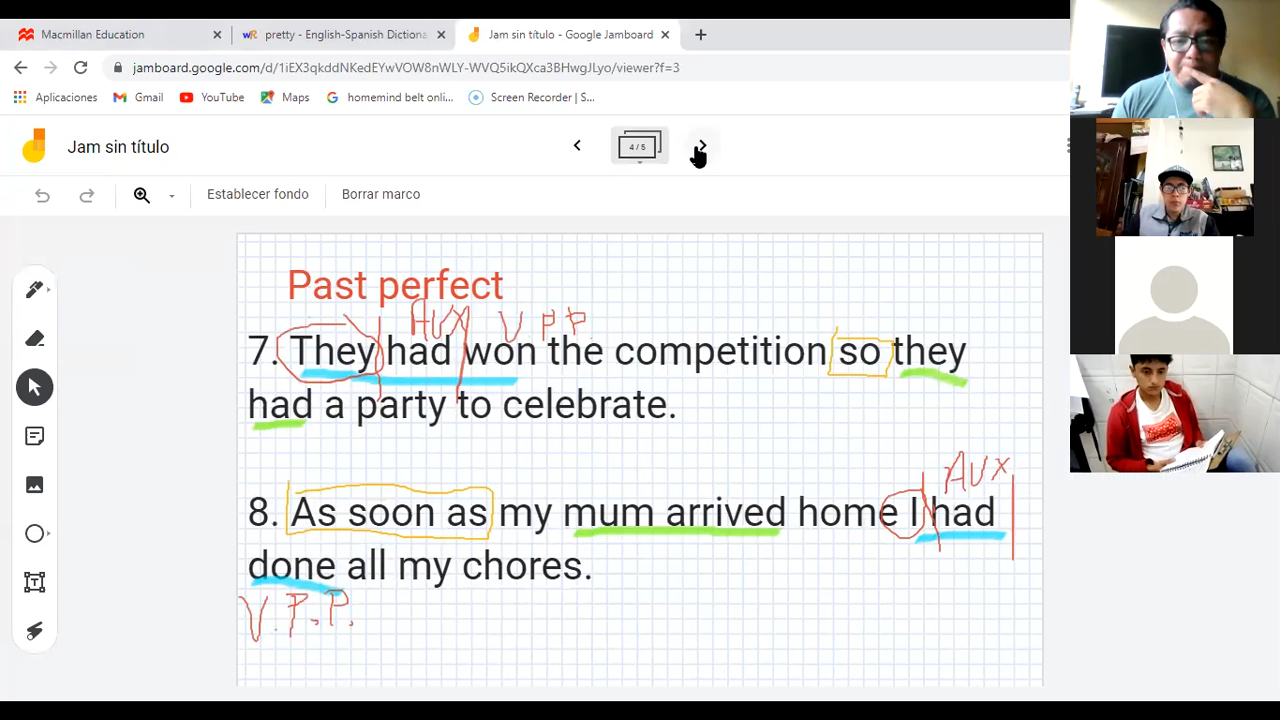 Macmillan Education
wR pretty - English-Spanish Dictiona
Jam sin título - Google Jamboard
jamboard.google.com/d/1iEX3qkddNKedEYwVOW8nWLY-WVQ5ikQXca3BHwgJLyo/viewer?f=3
Aplicaciones Gmail YouTube Maps homemind belt onli... Screen Recorder | S...
Jam sin título
4 / 5
Establecer fondo Borrar marco
Past perfect
AUX V P.P.
7. They had won the competition so they
had a party to celebrate.
AUX
8. As soon as my mum arrived home I had
done all my chores.
V.P.P.